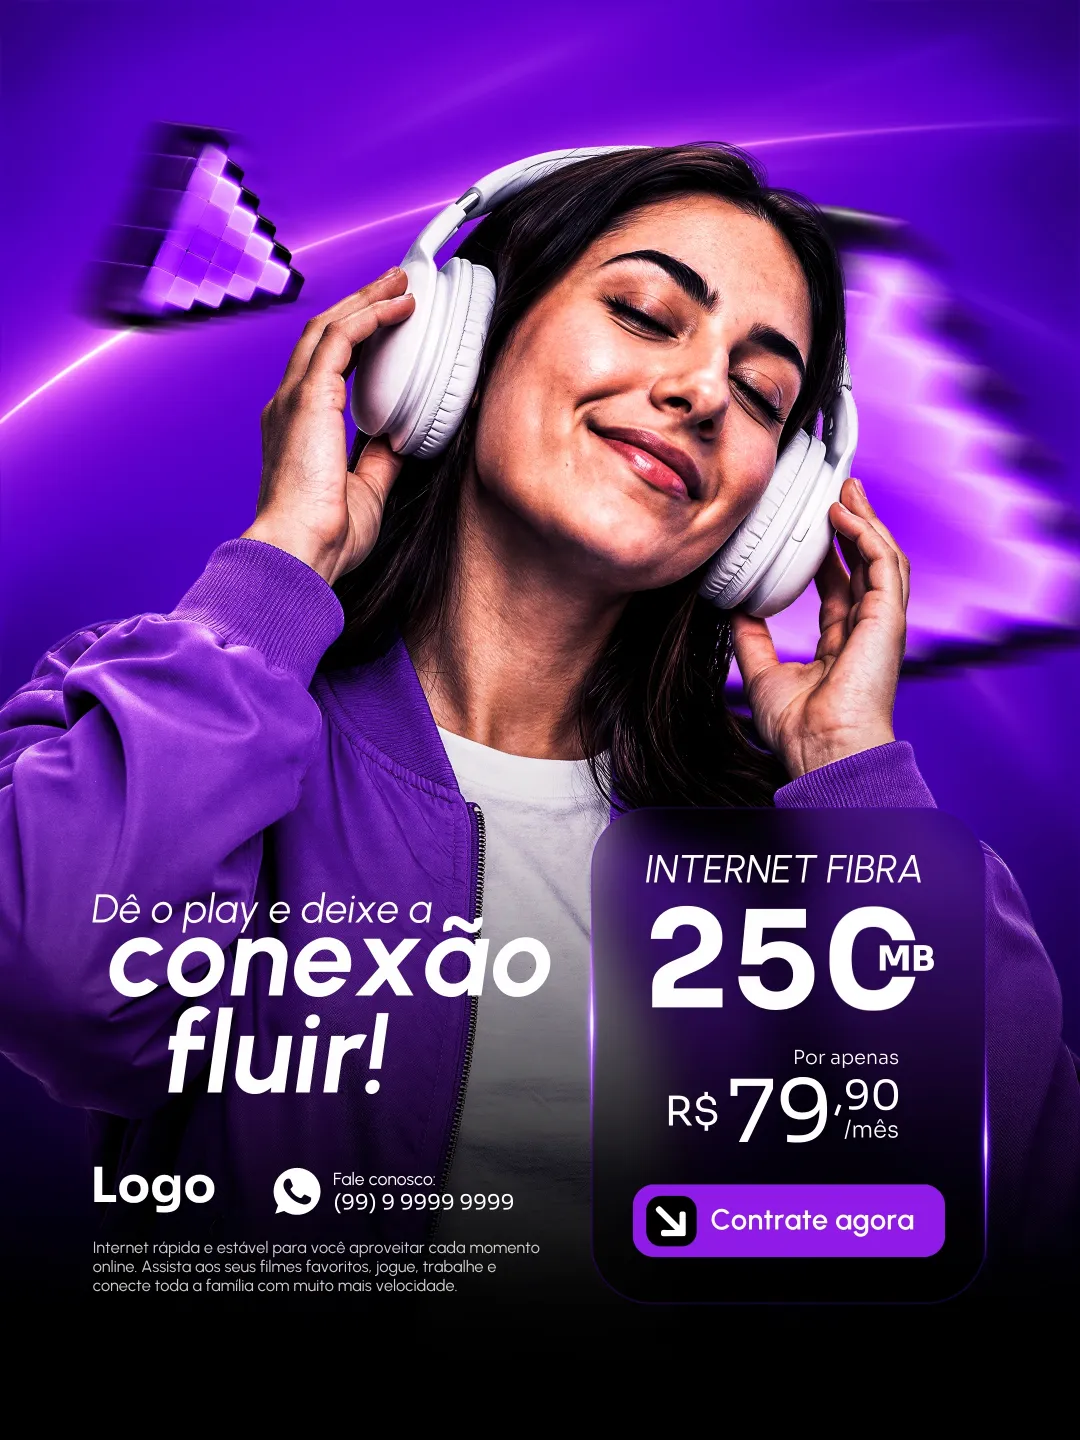 Dê o play e deixe a
conexão
fluir!
Logo
Fale conosco:
(99) 9 9999 9999
Internet rápida e estável para você aproveitar cada momento
online. Assista aos seus filmes favoritos, jogue, trabalhe e
conecte toda a família com muito mais velocidade.
INTERNET FIBRA
250MB
Por apenas
R$79,90
/mês
Contrate agora